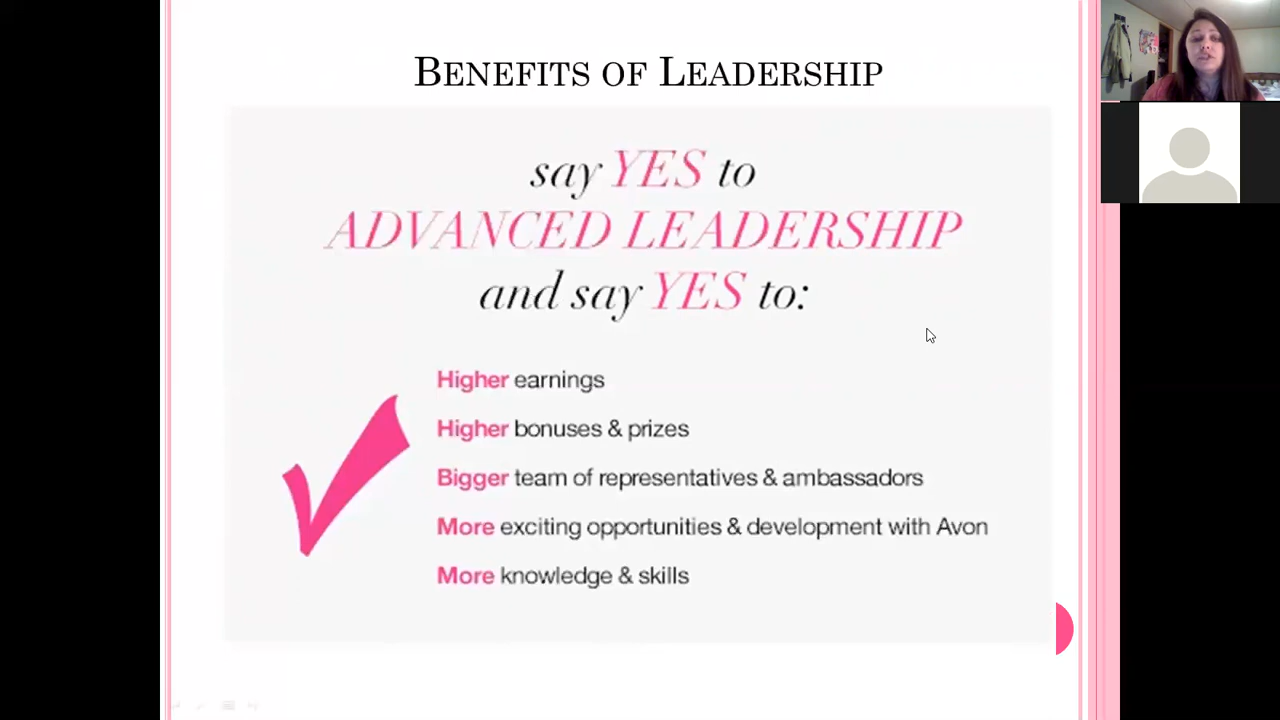 BENEFITS OF LEADERSHIP
say YES to
ADVANCED LEADERSHIP
and say YES to:
Higher earnings
Higher bonuses & prizes
Bigger team of representatives & ambassadors
More exciting opportunities & development with Avon
More knowledge & skills